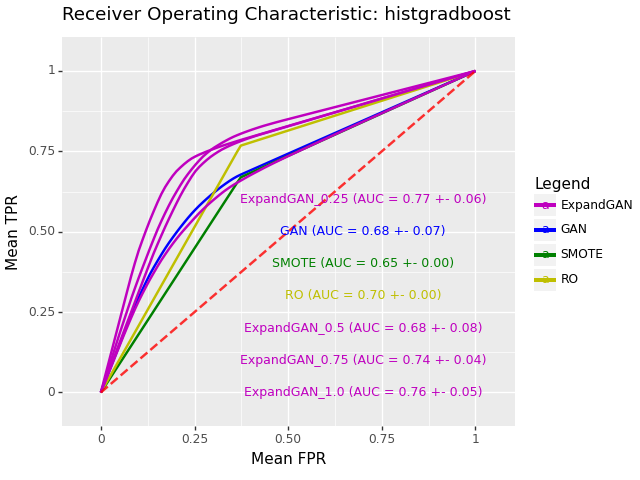 Receiver Operating Characteristic: histgradboost
1
0.75
0.50
0.25
0
Mean TPR
ExpandGAN_0.25 (AUC = 0.77 +- 0.06)
GAN (AUC = 0.68 +- 0.07)
SMOTE (AUC = 0.65 +- 0.00)
RO (AUC = 0.70 +- 0.00)
ExpandGAN_0.5 (AUC = 0.68 +- 0.08)
ExpandGAN_0.75 (AUC = 0.74 +- 0.04)
ExpandGAN_1.0 (AUC = 0.76 +- 0.05)
0
0.25
0.50
0.75
1
Mean FPR
Legend
a ExpandGAN
a GAN
a SMOTE
a RO